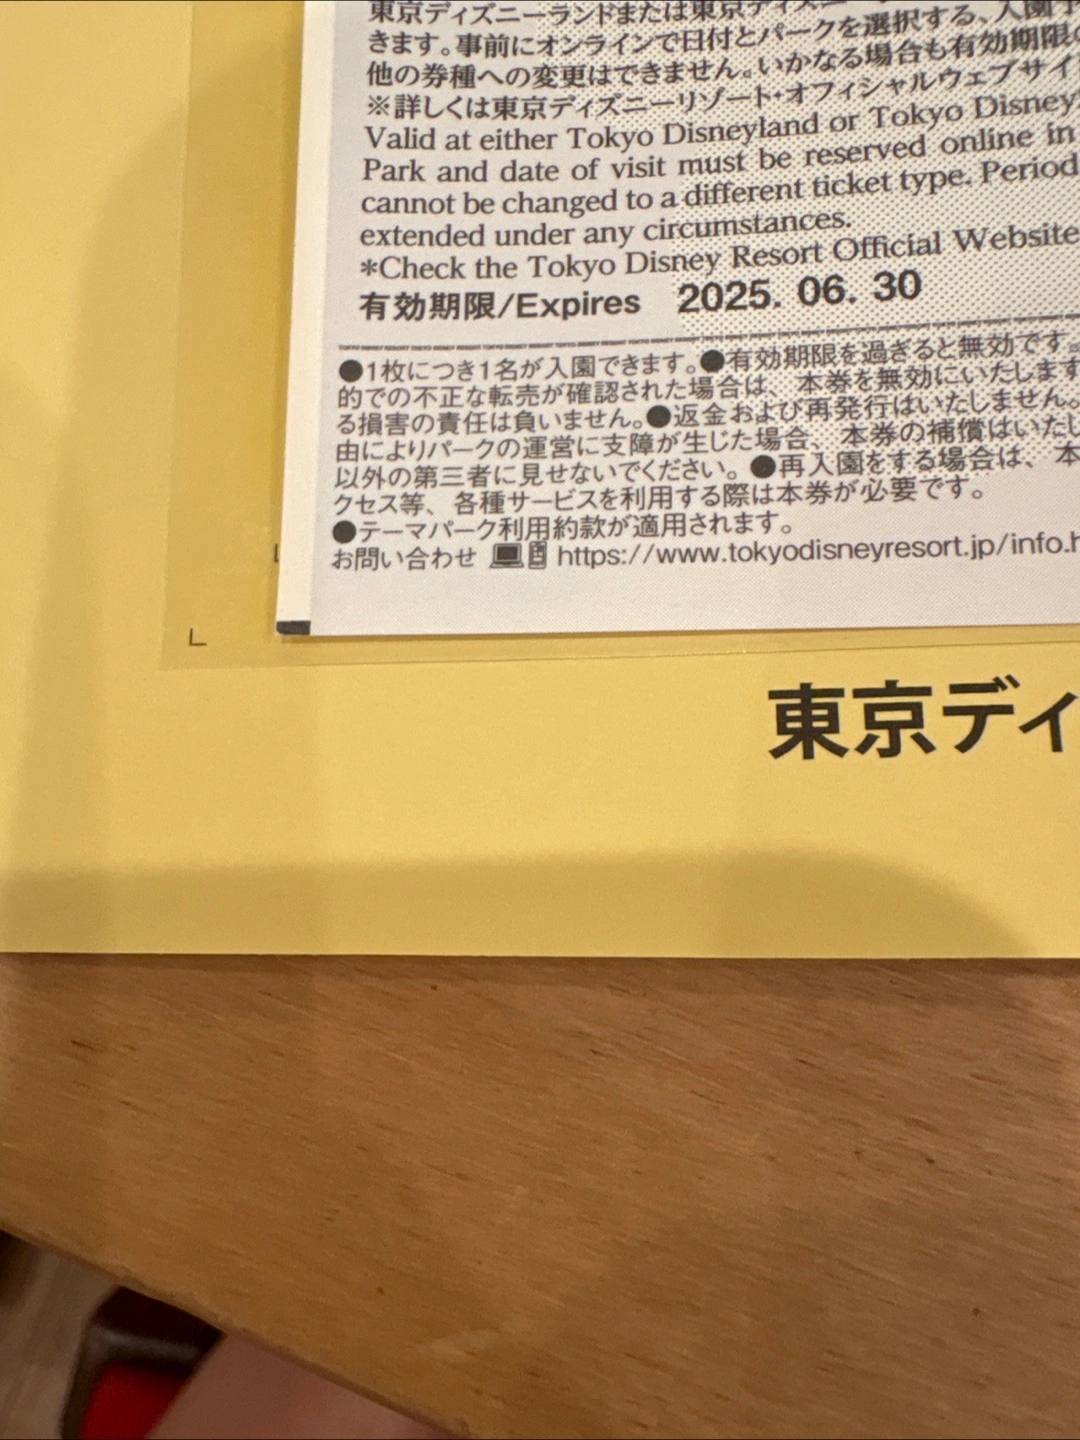 東京ディズニーランドまたは東京ディズニー
きます。事前にオンラインで日付とパークを選択する、入園
他の券種への変更はできません。いかなる場合も有効期限
※詳しくは東京ディズニーリゾート・オフィシャルウェブサイ
Valid at either Tokyo Disneyland or Tokyo Disney
Park and date of visit must be reserved online in
cannot be changed to a different ticket type. Period
extended under any circumstances.
*Check the Tokyo Disney Resort Official Website
有効期限/Expires 2025. 06. 30
●1枚につき1名が入園できます。●有効期限を過ぎると無効です。
的での不正な転売が確認された場合は、本券を無効にいたします
る損害の責任は負いません。●返金および再発行はいたしません。
由によりパークの運営に支障が生じた場合、本券の補償はいたし
以外の第三者に見せないでください。●再入園をする場合は、本
クセス等、各種サービスを利用する際は本券が必要です。
●テーマパーク利用約款が適用されます。
お問い合わせ https://www.tokyodisneyresort.jp/info.h
東京ディ